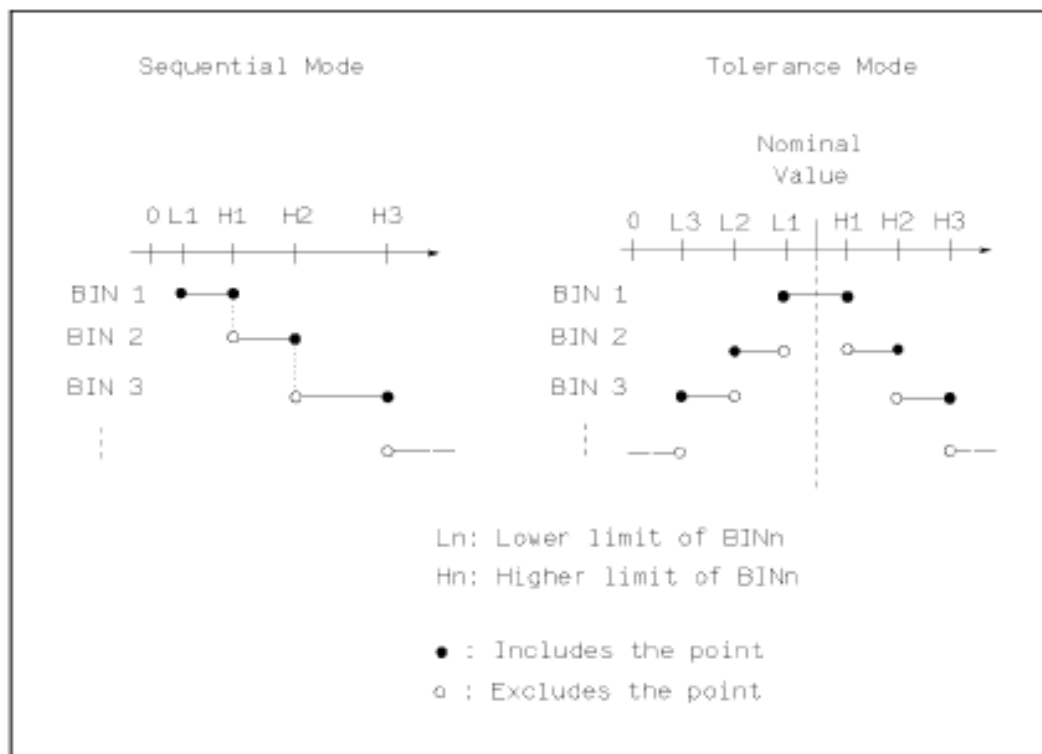 Sequential Mode
Tolerance Mode
Nominal
Value
0 L1 H1 H2 H3
0 L3 L2 L1 H1 H2 H3
BIN 1
BIN 2
BIN 3
BIN 1
BIN 2
BIN 3
Ln: Lower limit of BINn
Hn: Higher limit of BINn
● : Includes the point
○ : Excludes the point